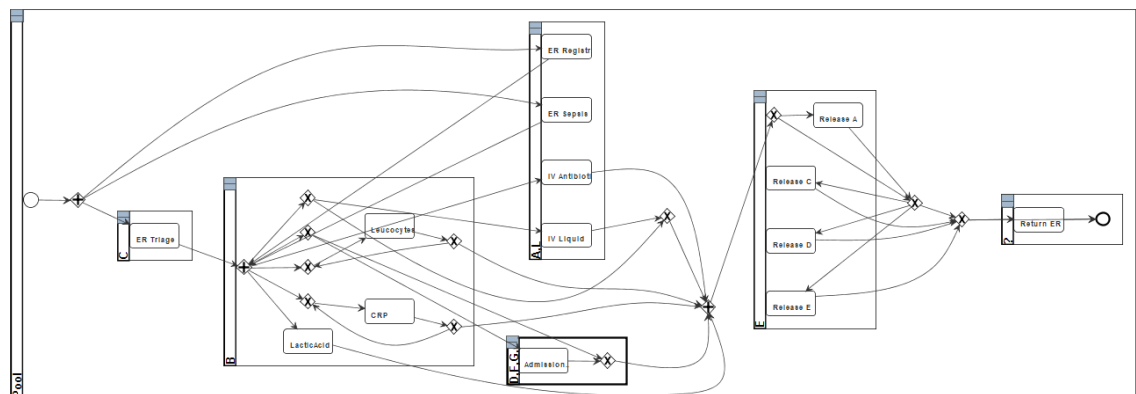 Pool
C
ER Triage
B
Leucocytes
CRP
LacticAcid
A,L
ER Registr
ER Sepsis
IV Antibioti
IV Liquid
D,F,G,
Admission
E
Release A
Release C
Release D
Release E
?
Return ER